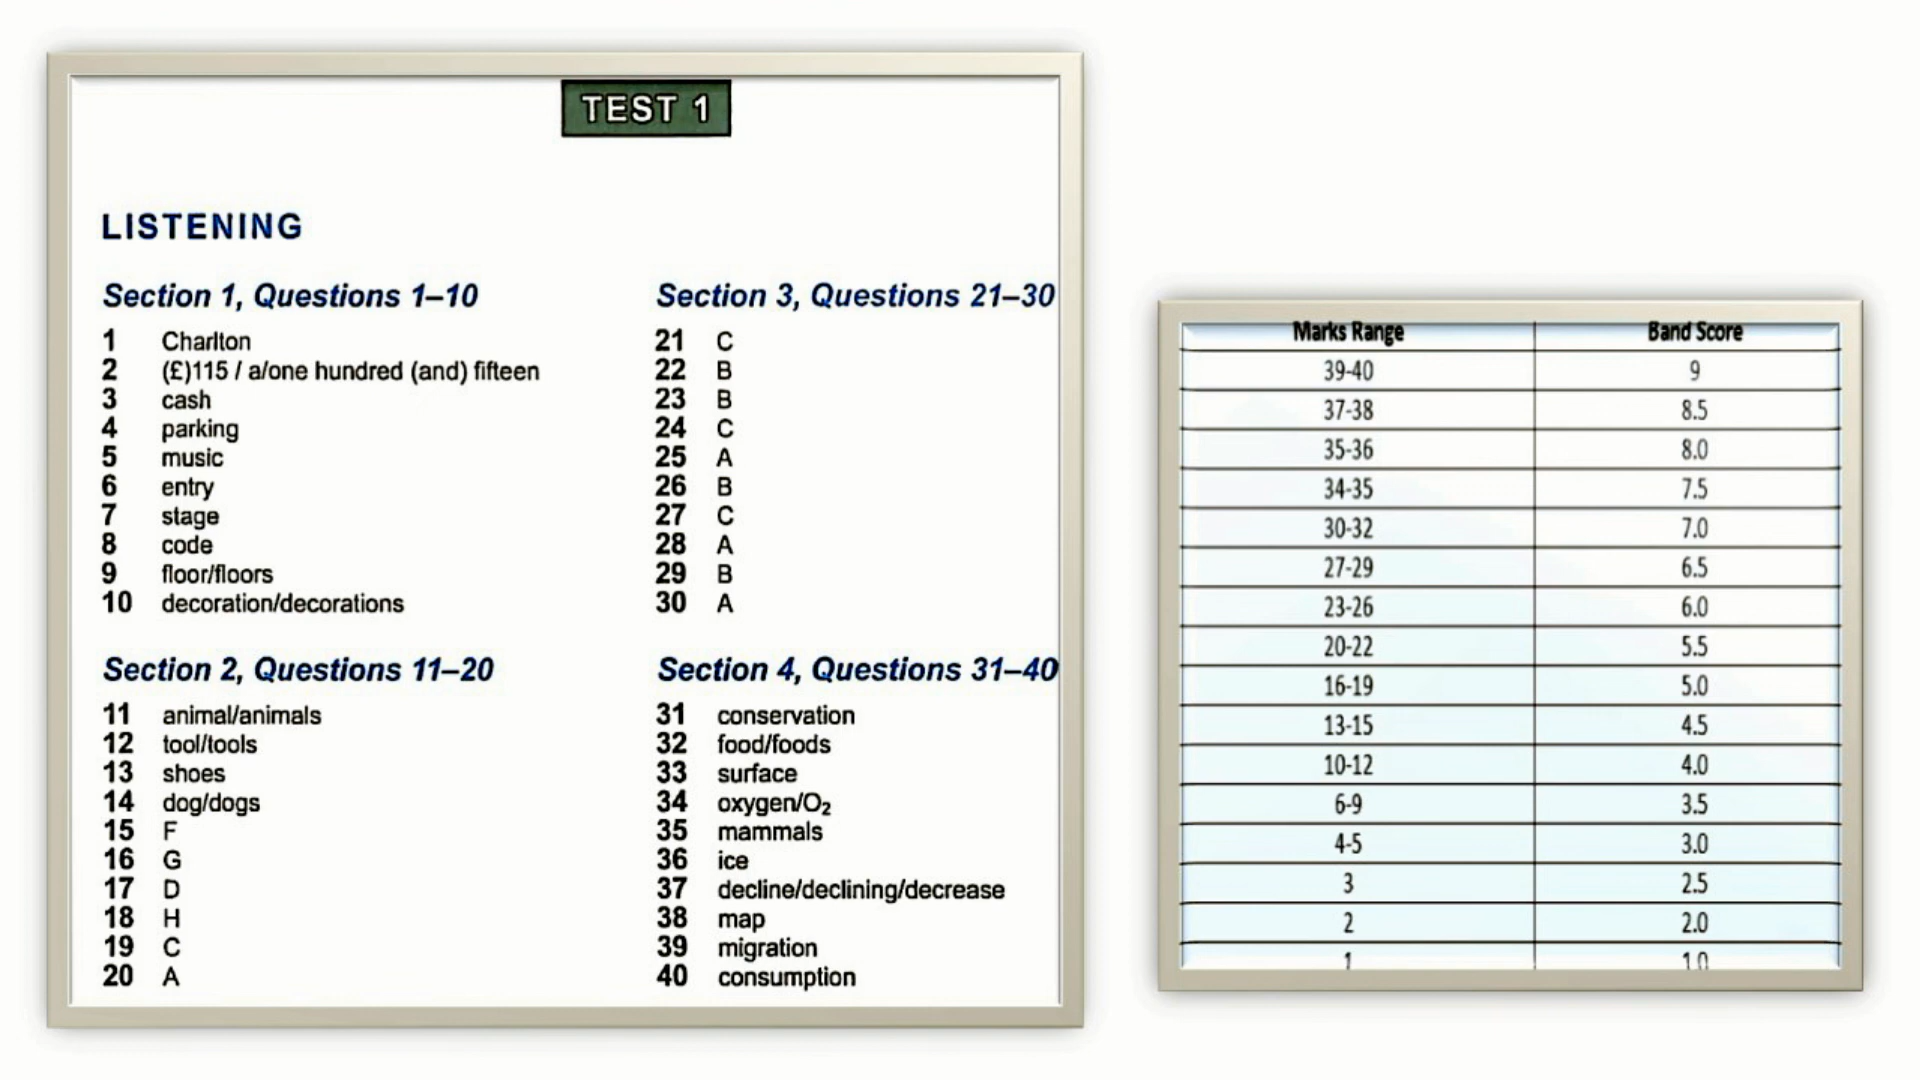 TEST 1
LISTENING
Section 1, Questions 1–10
1 Charlton
2 (£)115 / a/one hundred (and) fifteen
3 cash
4 parking
5 music
6 entry
7 stage
8 code
9 floor/floors
10 decoration/decorations
Section 2, Questions 11–20
11 animal/animals
12 tool/tools
13 shoes
14 dog/dogs
15 F
16 G
17 D
18 H
19 C
20 A
Section 3, Questions 21–30
21 C
22 B
23 B
24 C
25 A
26 B
27 C
28 A
29 B
30 A
Section 4, Questions 31–40
31 conservation
32 food/foods
33 surface
34 oxygen/O₂
35 mammals
36 ice
37 decline/declining/decrease
38 map
39 migration
40 consumption
Marks Range Band Score
39-40 9
37-38 8.5
35-36 8.0
34-35 7.5
30-32 7.0
27-29 6.5
23-26 6.0
20-22 5.5
16-19 5.0
13-15 4.5
10-12 4.0
6-9 3.5
4-5 3.0
3 2.5
2 2.0
1 1.0